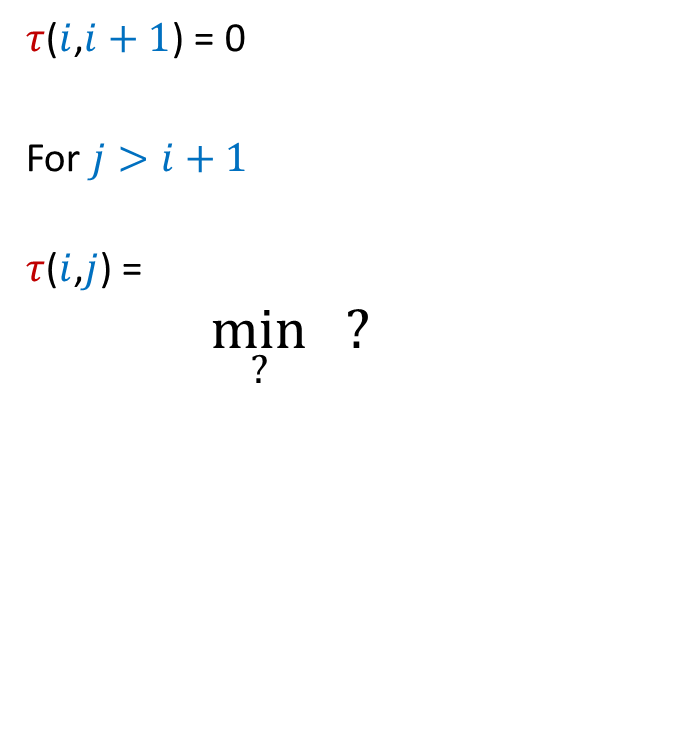 τ(i,i + 1) = 0
For j > i + 1
τ(i,j) =
min ?
?